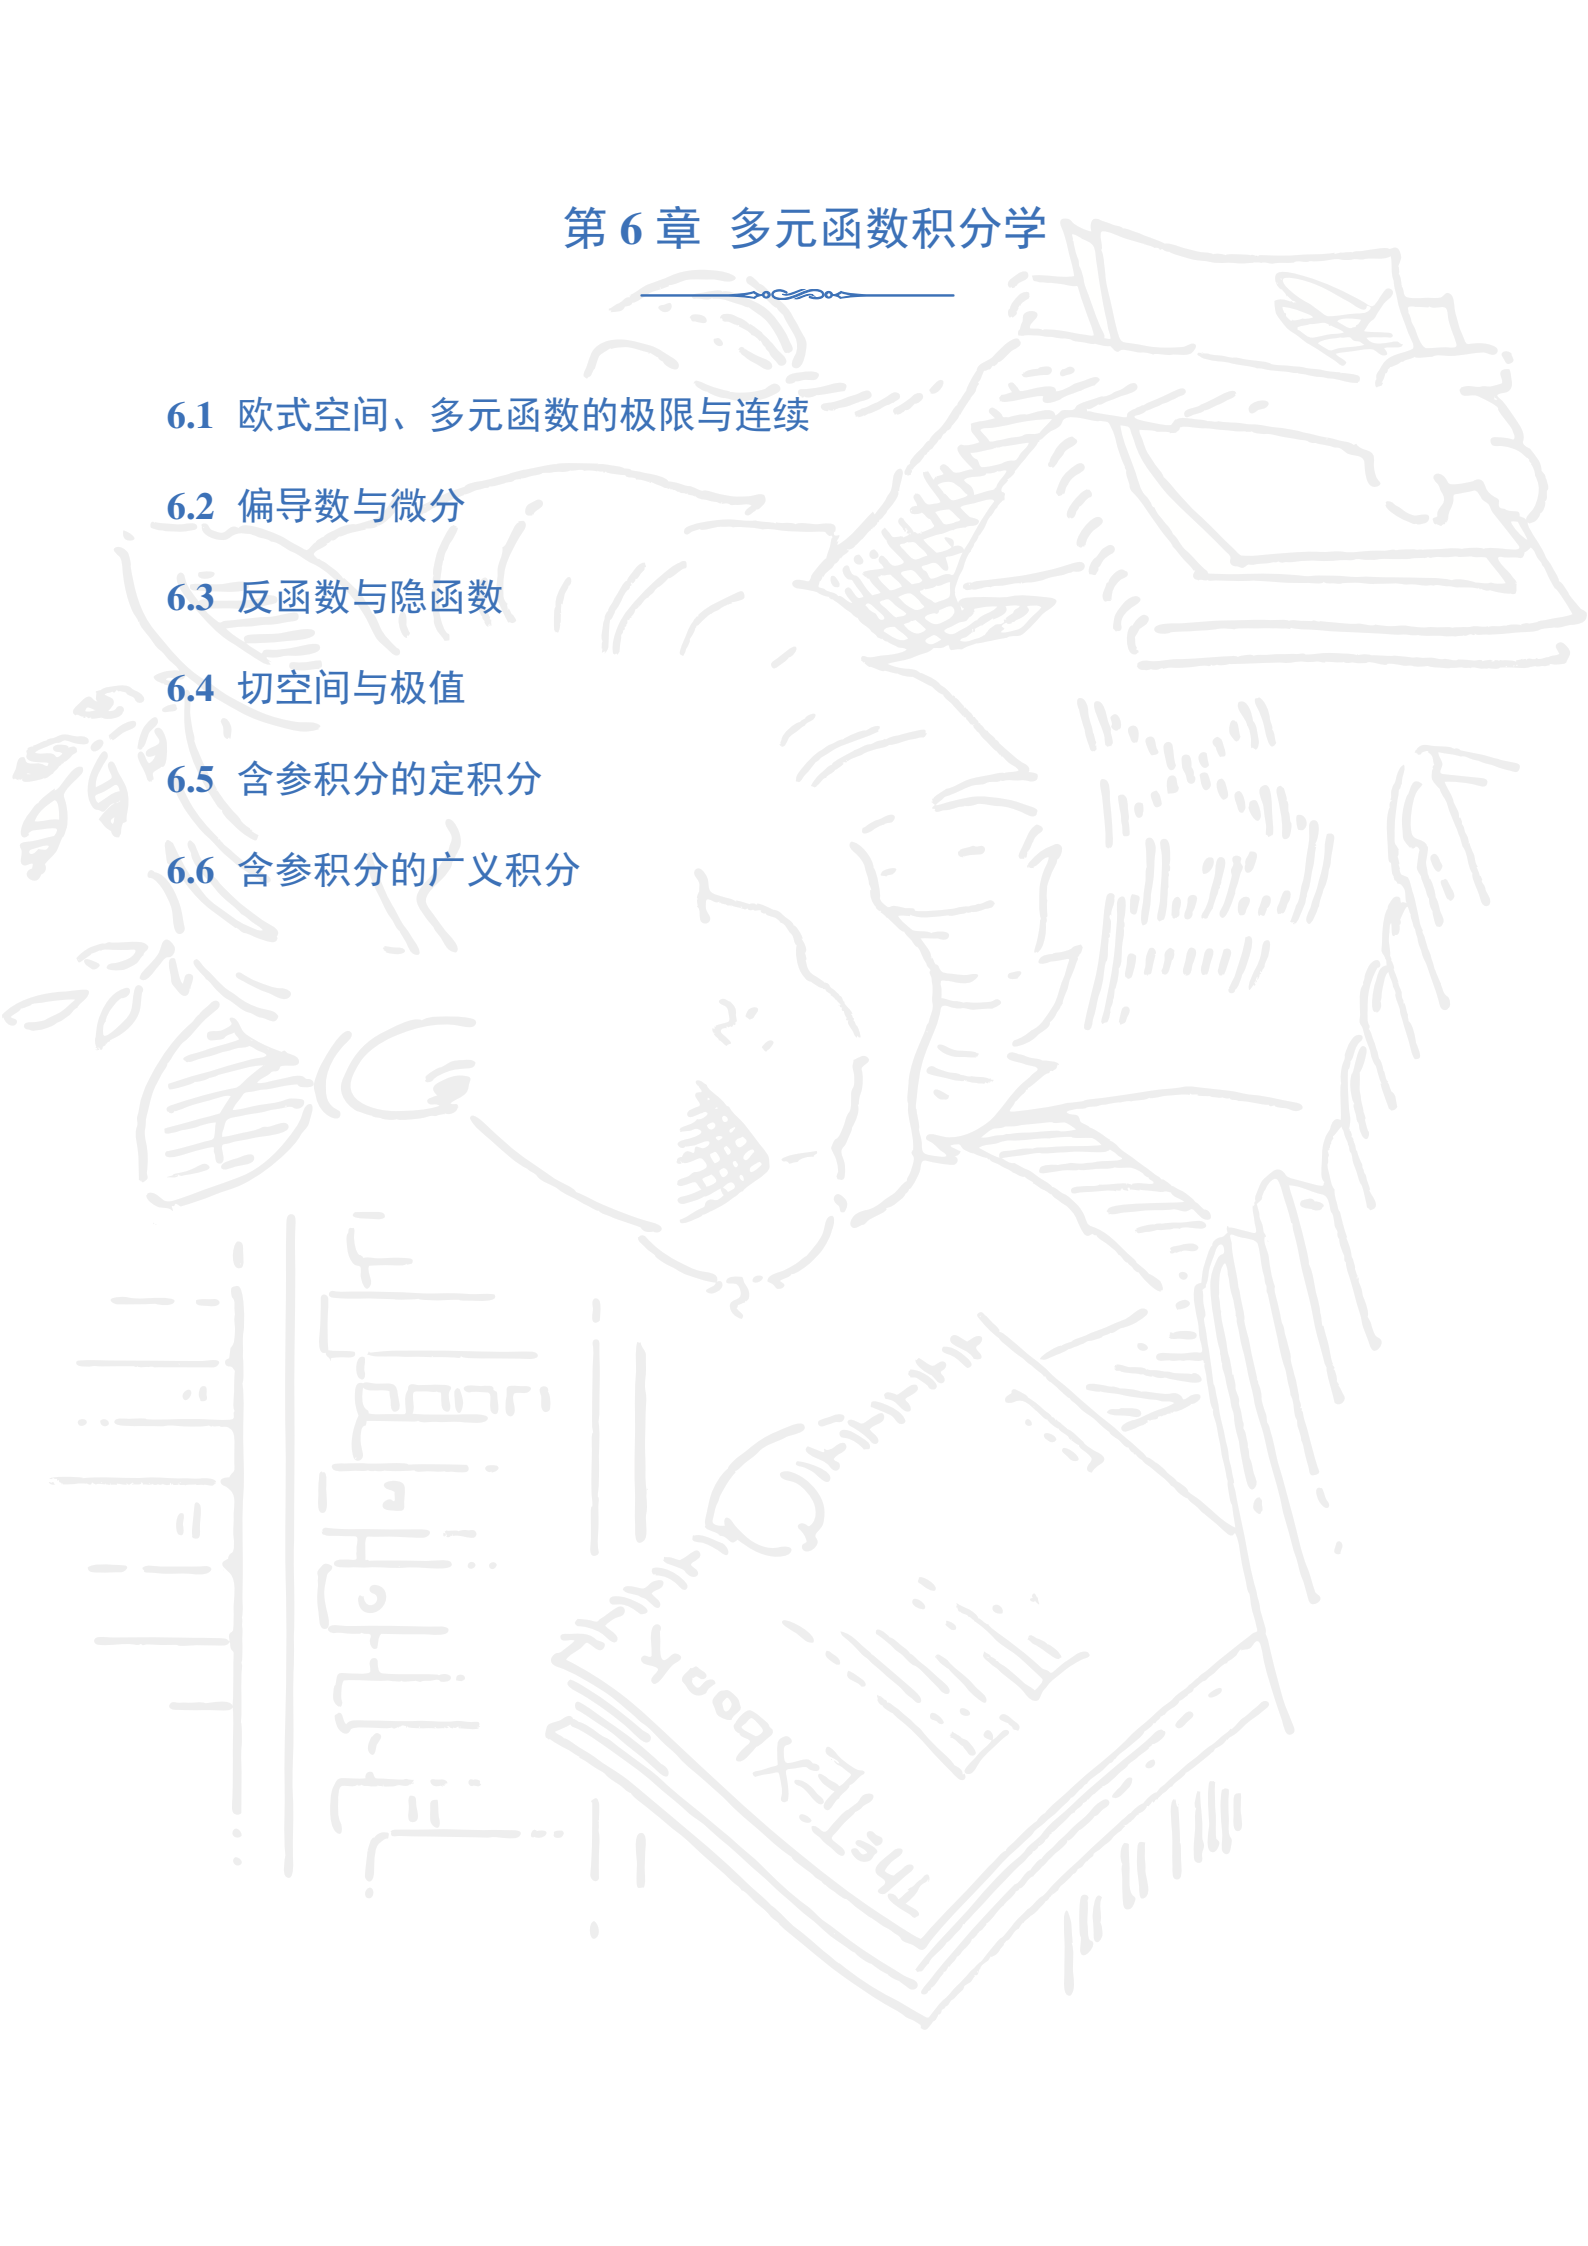 第 6 章 多元函数积分学
6.1 欧式空间、多元函数的极限与连续
6.2 偏导数与微分
6.3 反函数与隐函数
6.4 切空间与极值
6.5 含参积分的定积分
6.6 含参积分的广义积分
The TEXbook